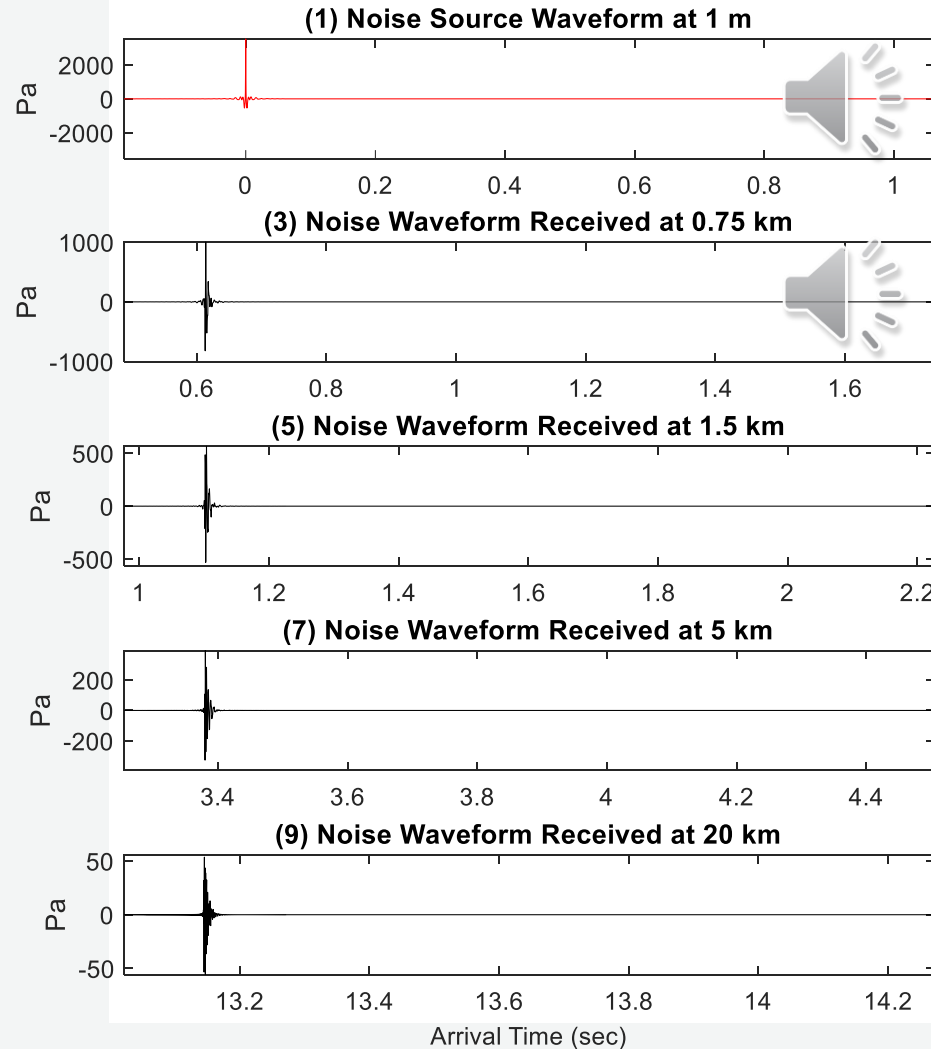 (1) Noise Source Waveform at 1 m
2000
0
-2000
Pa
0 0.2 0.4 0.6 0.8 1
(3) Noise Waveform Received at 0.75 km
1000
0
-1000
Pa
0.6 0.8 1 1.2 1.4 1.6
(5) Noise Waveform Received at 1.5 km
500
0
-500
Pa
1 1.2 1.4 1.6 1.8 2 2.2
(7) Noise Waveform Received at 5 km
200
0
-200
Pa
3.4 3.6 3.8 4 4.2 4.4
(9) Noise Waveform Received at 20 km
50
0
-50
Pa
13.2 13.4 13.6 13.8 14 14.2
Arrival Time (sec)